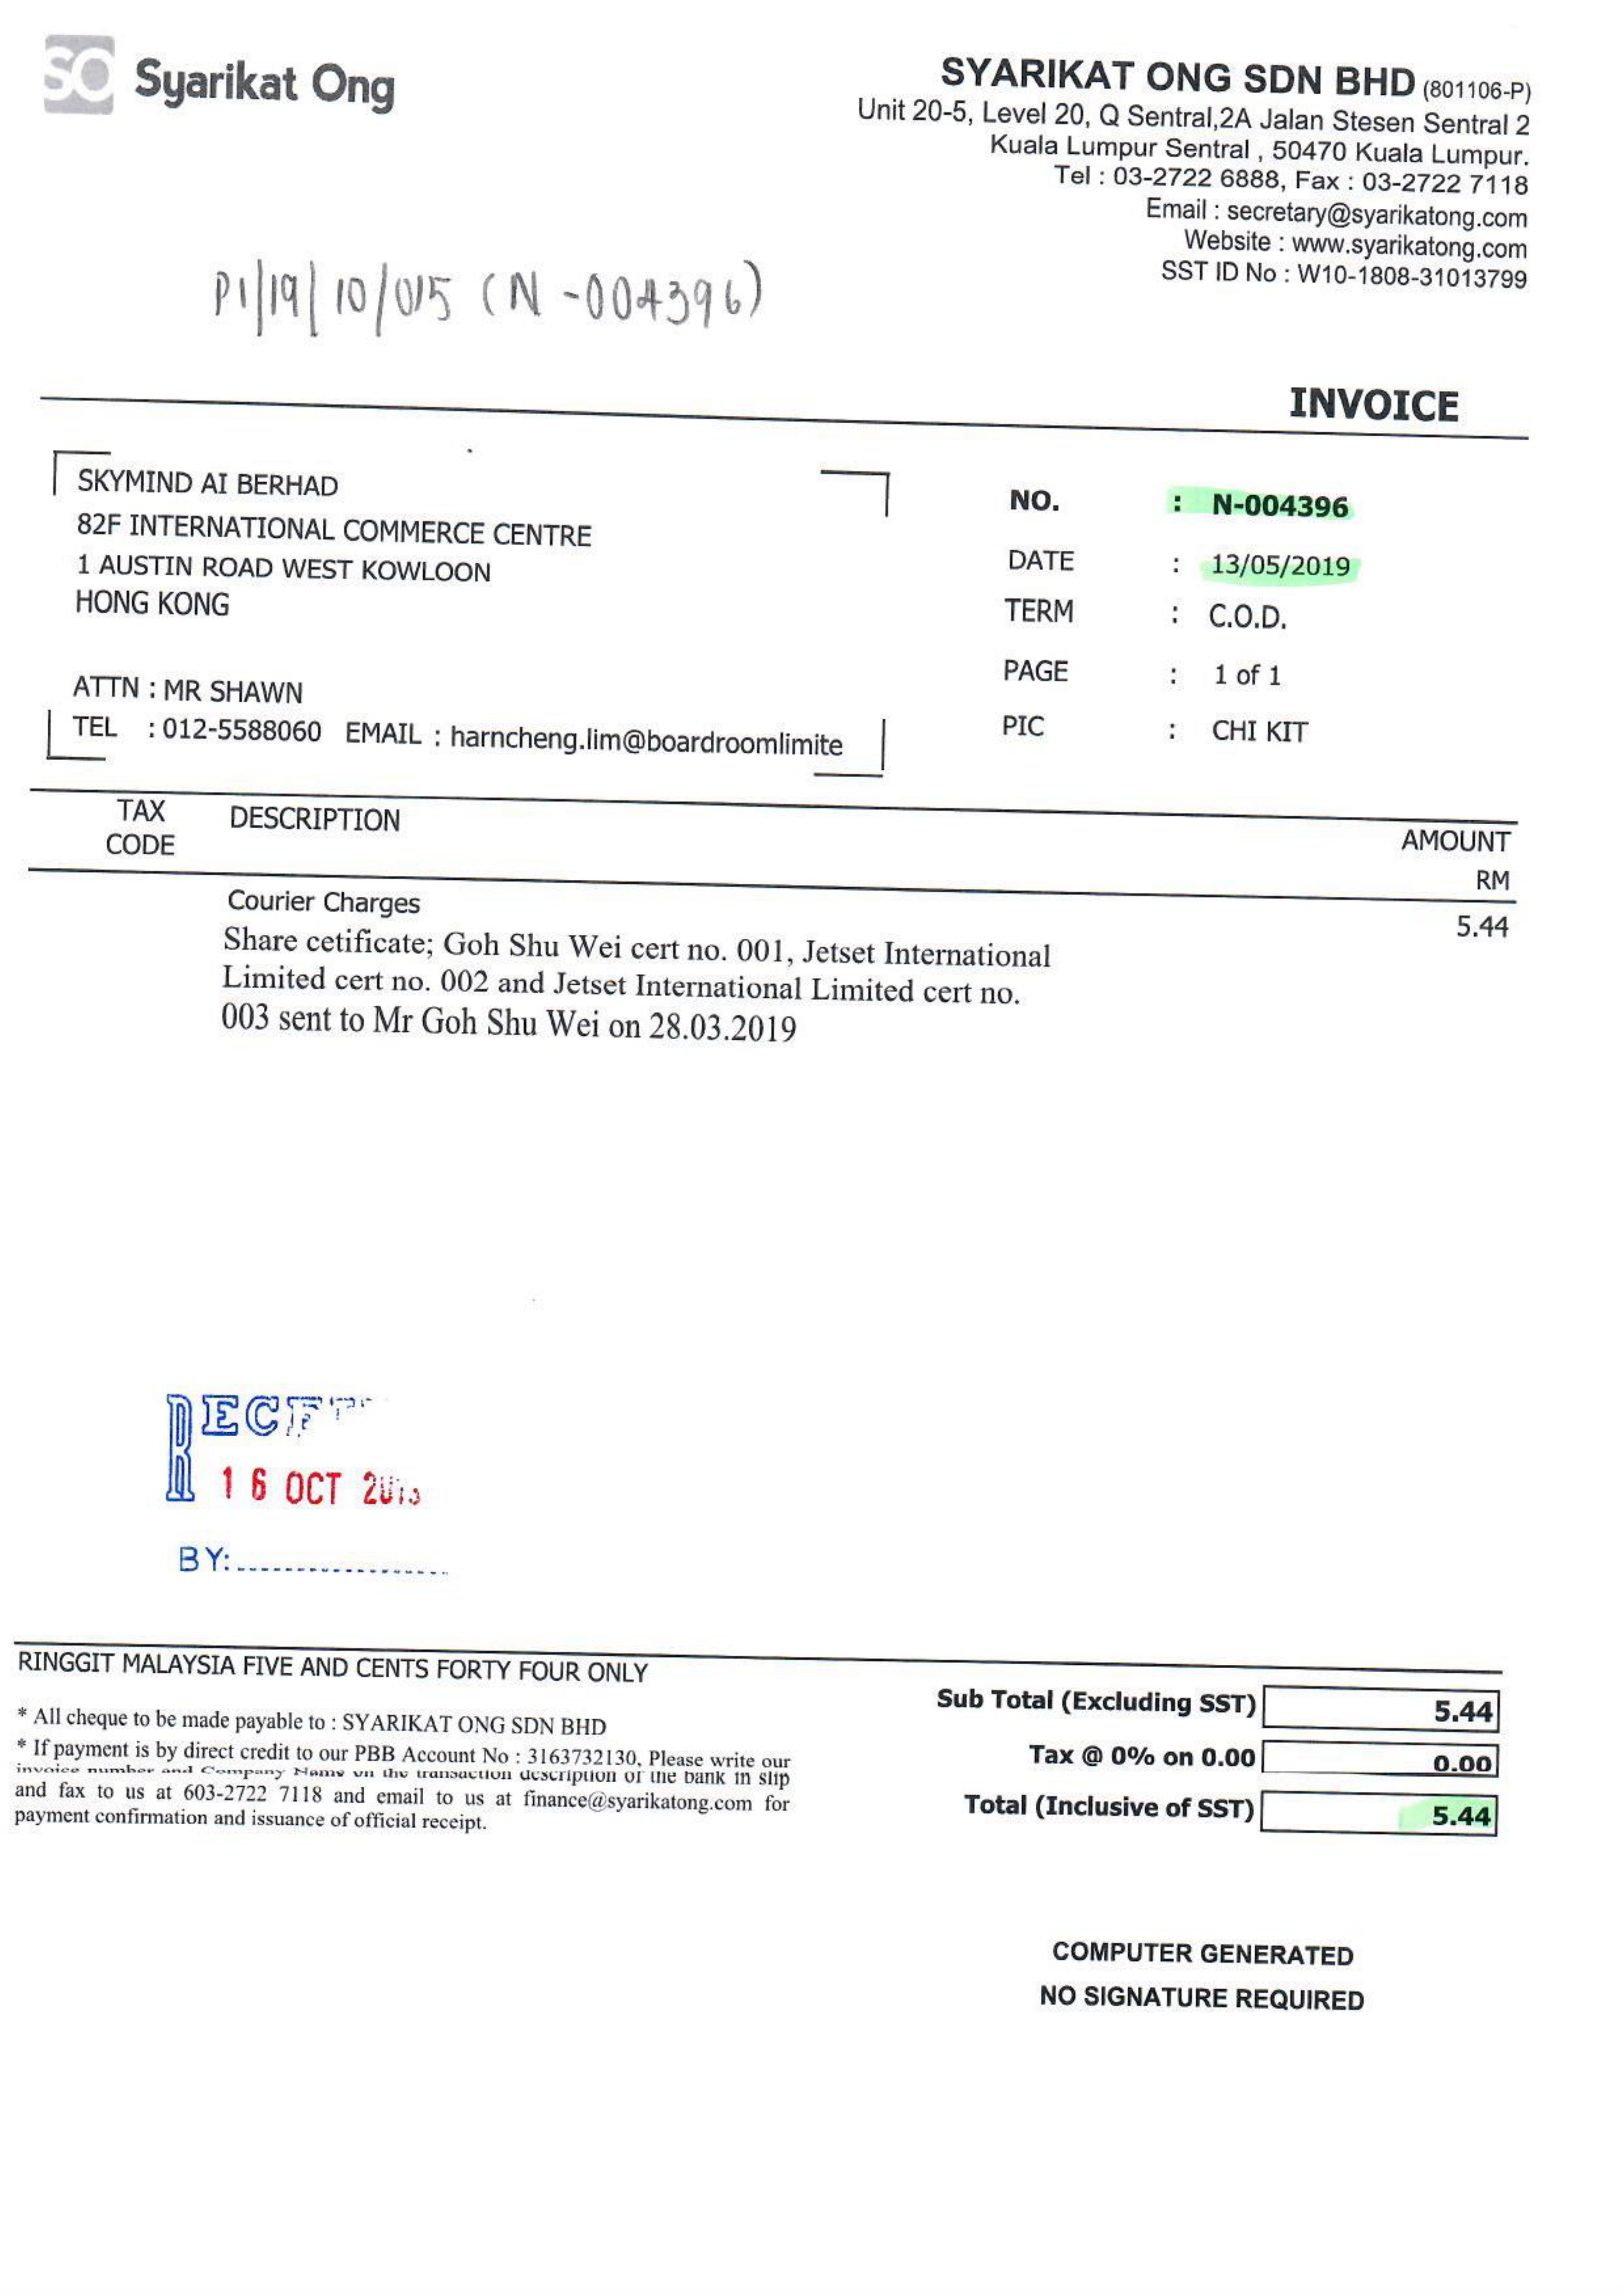 SO Syarikat Ong
SYARIKAT ONG SDN BHD (801106-P)
Unit 20-5, Level 20, Q Sentral,2A Jalan Stesen Sentral 2
Kuala Lumpur Sentral , 50470 Kuala Lumpur.
Tel : 03-2722 6888, Fax : 03-2722 7118
Email : secretary@syarikatong.com
Website : www.syarikatong.com
SST ID No : W10-1808-31013799
PI/19/10/015 (N-004396)
INVOICE
SKYMIND AI BERHAD
82F INTERNATIONAL COMMERCE CENTRE
1 AUSTIN ROAD WEST KOWLOON
HONG KONG
ATTN : MR SHAWN
TEL : 012-5588060 EMAIL : harncheng.lim@boardroomlimite
NO. : N-004396
DATE : 13/05/2019
TERM : C.O.D.
PAGE : 1 of 1
PIC : CHI KIT
TAX CODE
DESCRIPTION
AMOUNT
RM
Courier Charges 5.44
Share cetificate; Goh Shu Wei cert no. 001, Jetset International
Limited cert no. 002 and Jetset International Limited cert no.
003 sent to Mr Goh Shu Wei on 28.03.2019
16 OCT
BY:
RINGGIT MALAYSIA FIVE AND CENTS FORTY FOUR ONLY
* All cheque to be made payable to : SYARIKAT ONG SDN BHD
* If payment is by direct credit to our PBB Account No : 3163732130, Please write our
invoice number and Company Name on the transaction description of the bank in slip
and fax to us at 603-2722 7118 and email to us at finance@syarikatong.com for
payment confirmation and issuance of official receipt.
Sub Total (Excluding SST) 5.44
Tax @ 0% on 0.00 0.00
Total (Inclusive of SST) 5.44
COMPUTER GENERATED
NO SIGNATURE REQUIRED